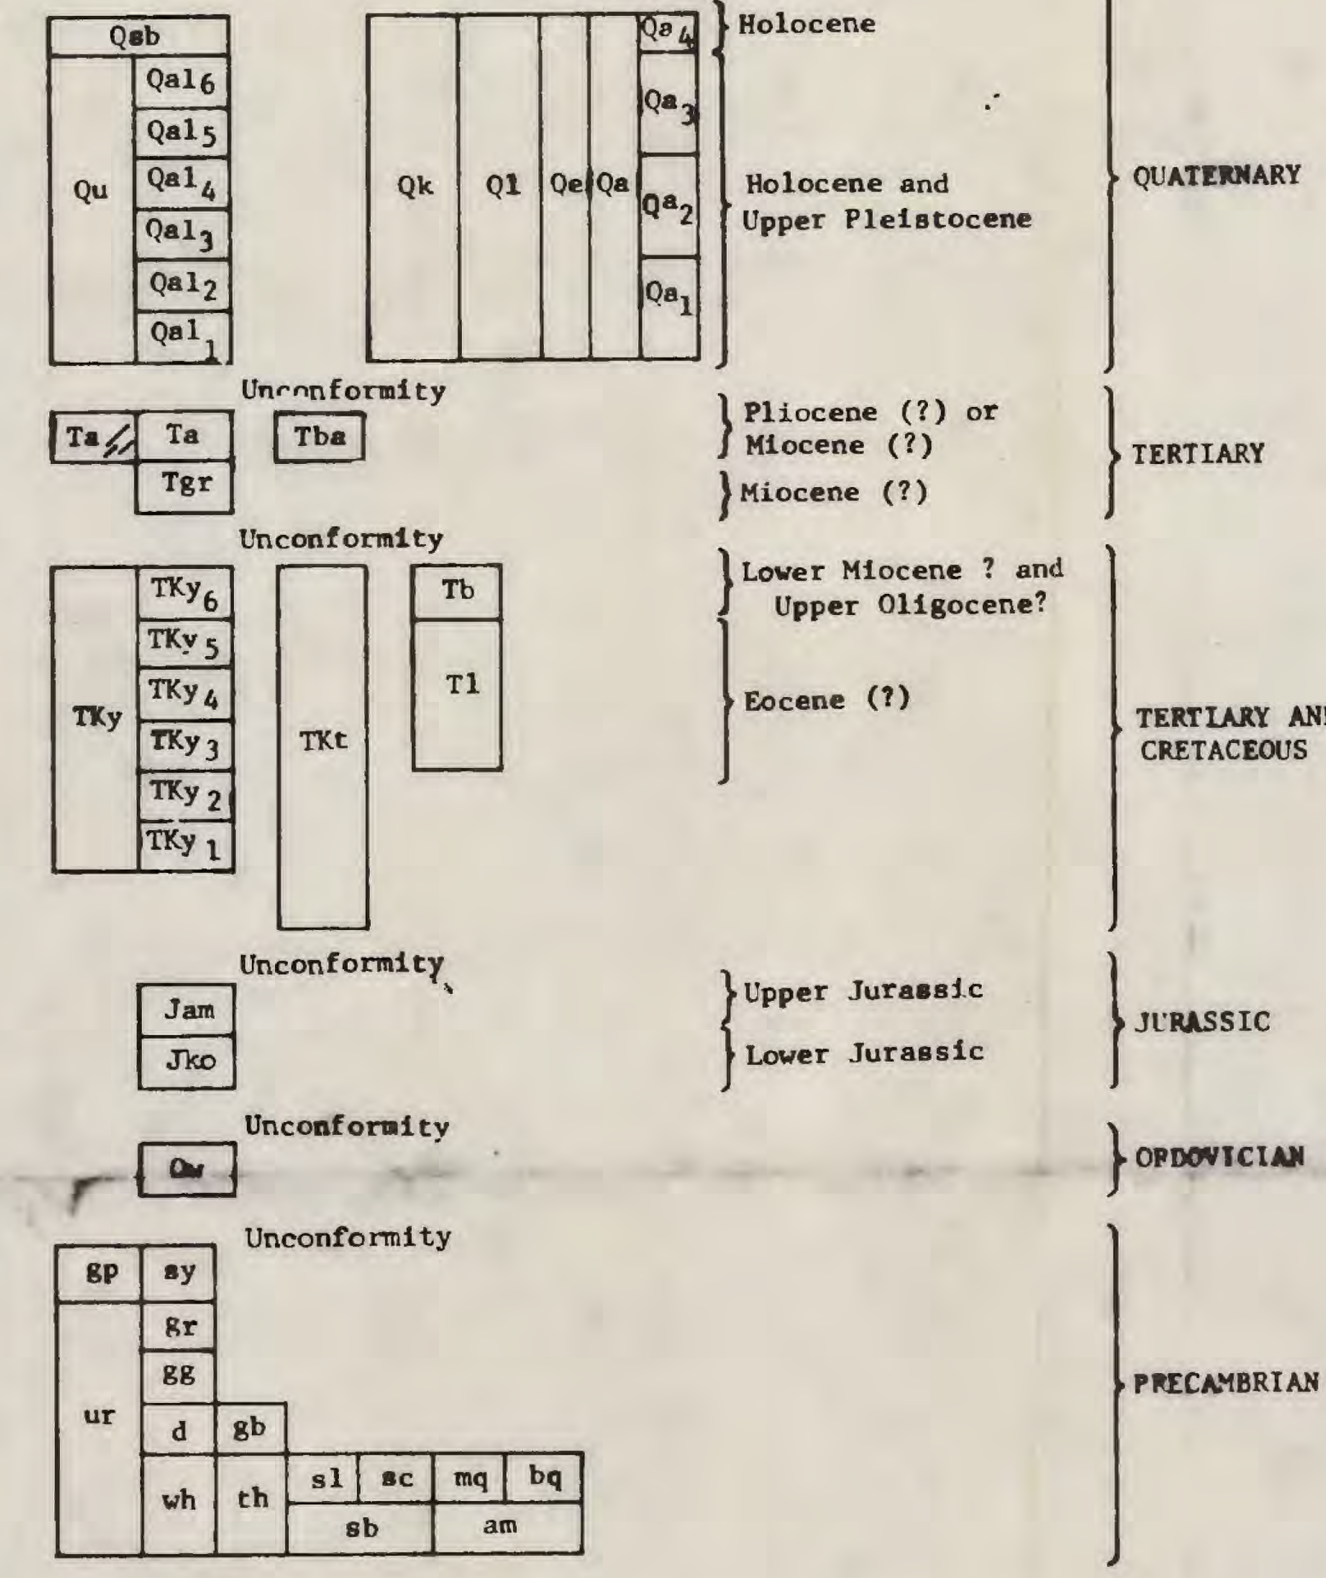 Qsb
Qal6
Qal5
Qu Qal4
Qal3
Qal2
Qal1
Qk Ql Qe Qa
Qa4
Qa3
Qa2
Qa1
Holocene
Holocene and
Upper Pleistocene
QUATERNARY
Unconformity
Ta Ta Tba
Tgr
Pliocene (?) or
Miocene (?)
Miocene (?)
TERTIARY
Unconformity
TKy
TKy6
TKy5
TKy4
TKy3
TKy2
TKy1
TKt
Tb
Tl
Lower Miocene ? and
Upper Oligocene?
Eocene (?)
TERTIARY AN
CRETACEOUS
Unconformity
Jam
Jko
Upper Jurassic
Lower Jurassic
JURASSIC
Unconformity
ORDOVICIAN
Unconformity
gp sy
gr
gg
ur d gb
wh th sl sc mq bq
sb am
PRECAMBRIAN